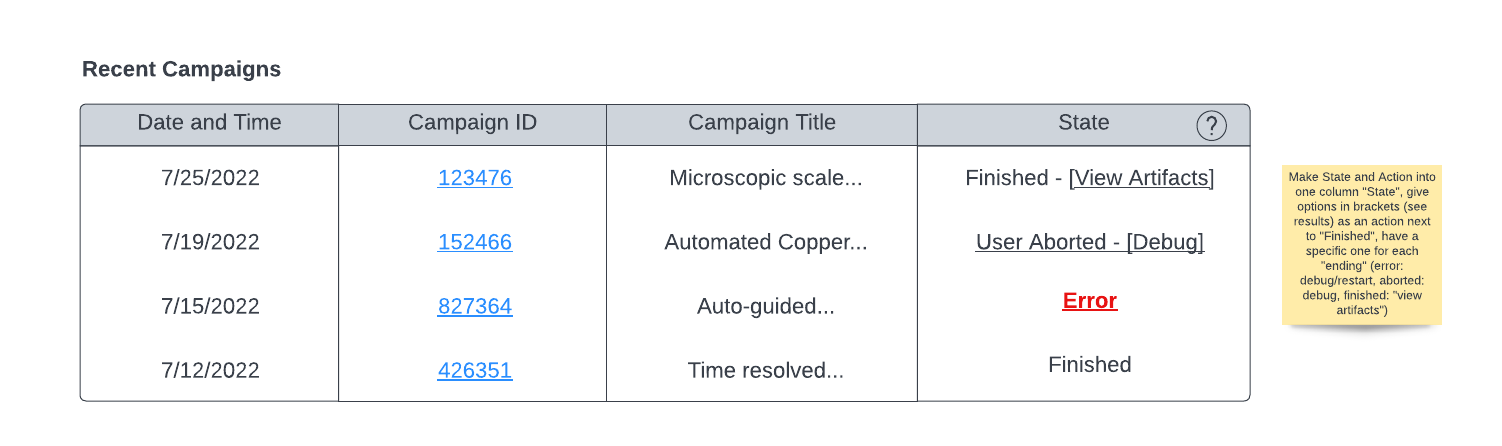 Recent Campaigns
Date and Time Campaign ID Campaign Title State ?
7/25/2022 123476 Microscopic scale... Finished - [View Artifacts]
7/19/2022 152466 Automated Copper... User Aborted - [Debug]
7/15/2022 827364 Auto-guided... Error
7/12/2022 426351 Time resolved... Finished
Make State and Action into
one column "State", give
options in brackets (see
results) as an action next
to "Finished", have a
specific one for each
"ending" (error:
debug/restart, aborted:
debug, finished: "view
artifacts")